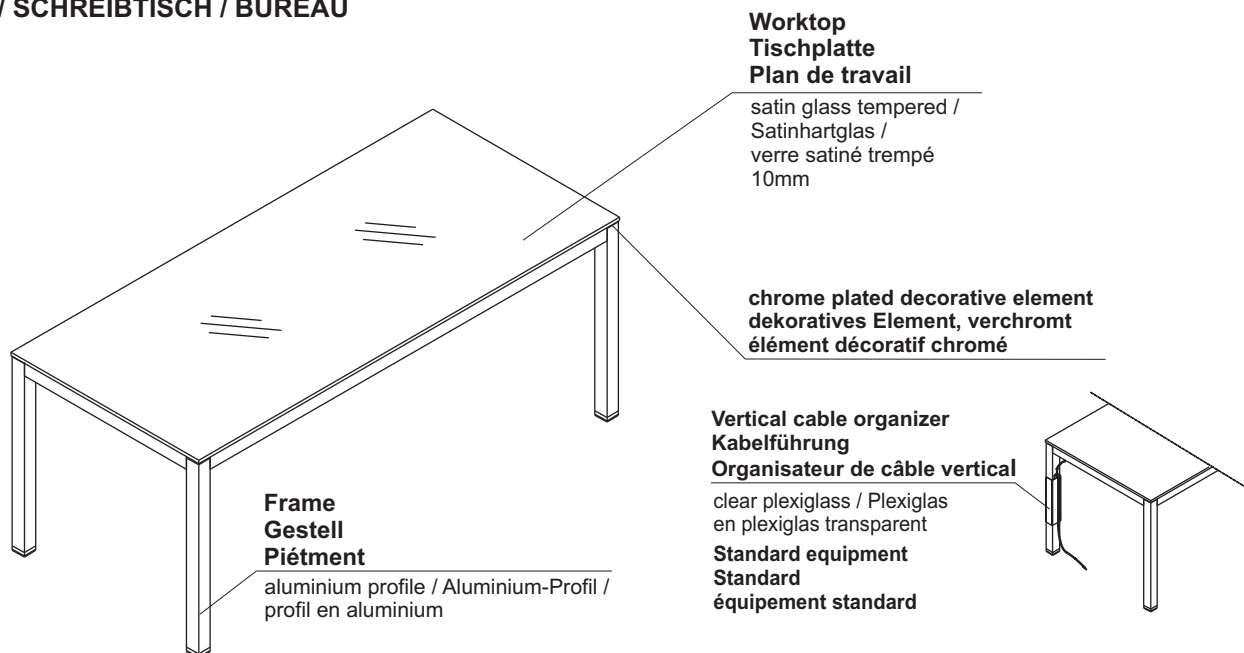 / SCHREIBTISCH / BUREAU
Worktop
Tischplatte
Plan de travail
satin glass tempered /
Satinhartglas /
verre satiné trempé
10mm
chrome plated decorative element
dekoratives Element, verchromt
élément décoratif chromé
Vertical cable organizer
Kabelführung
Organisateur de câble vertical
clear plexiglass / Plexiglas
en plexiglas transparent
Standard equipment
Standard
équipement standard
Frame
Gestell
Piétment
aluminium profile / Aluminium-Profil /
profil en aluminium